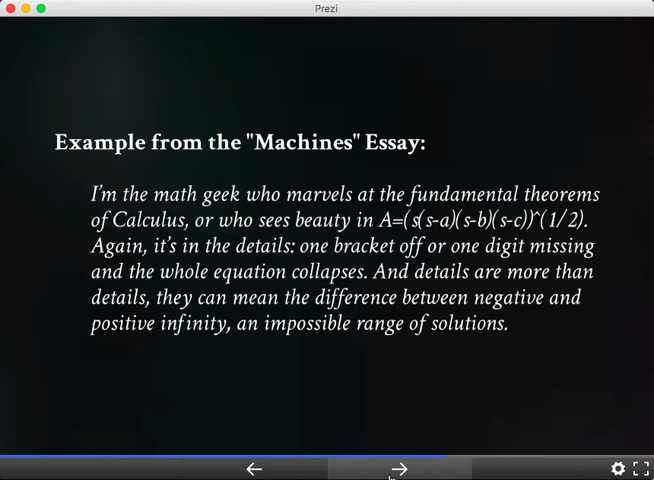 Prezi
Example from the "Machines" Essay:
I'm the math geek who marvels at the fundamental theorems
of Calculus, or who sees beauty in A=(s(s-a)(s-b)(s-c))^(1/2).
Again, it's in the details: one bracket off or one digit missing
and the whole equation collapses. And details are more than
details, they can mean the difference between negative and
positive infinity, an impossible range of solutions.